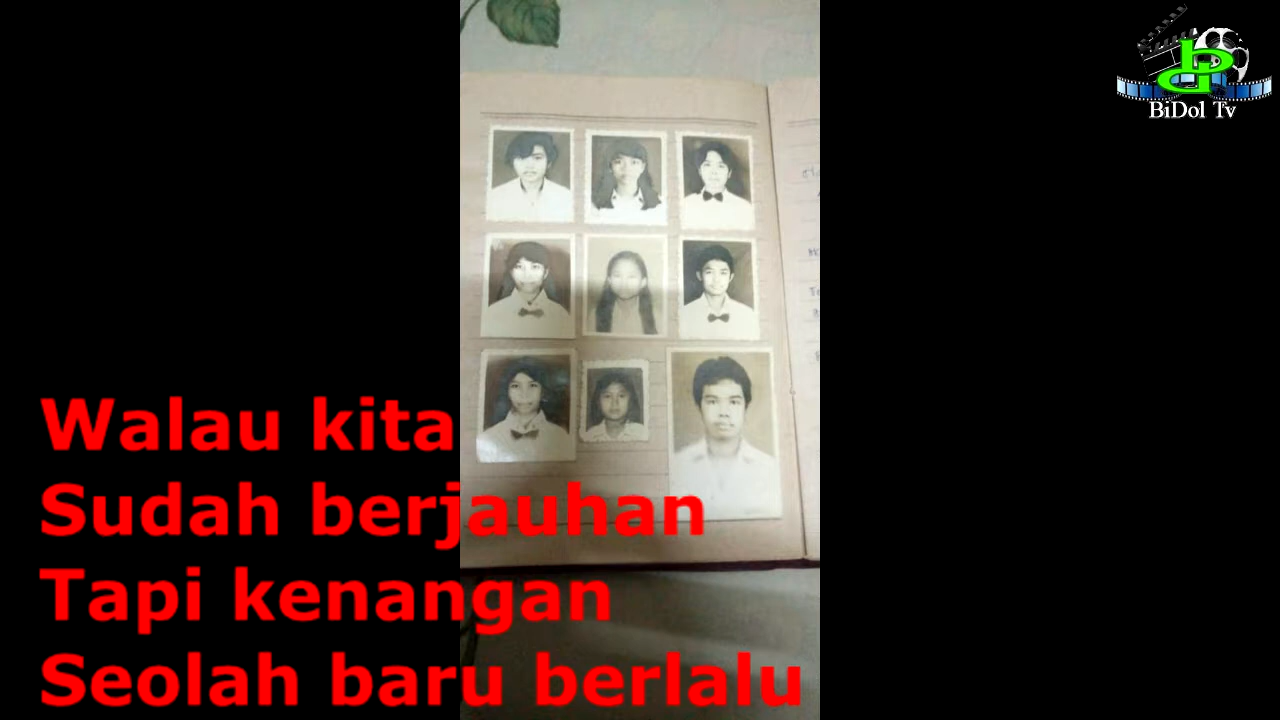 BiDol Tv
Walau kita
Sudah berjauhan
Tapi kenangan
Seolah baru berlalu